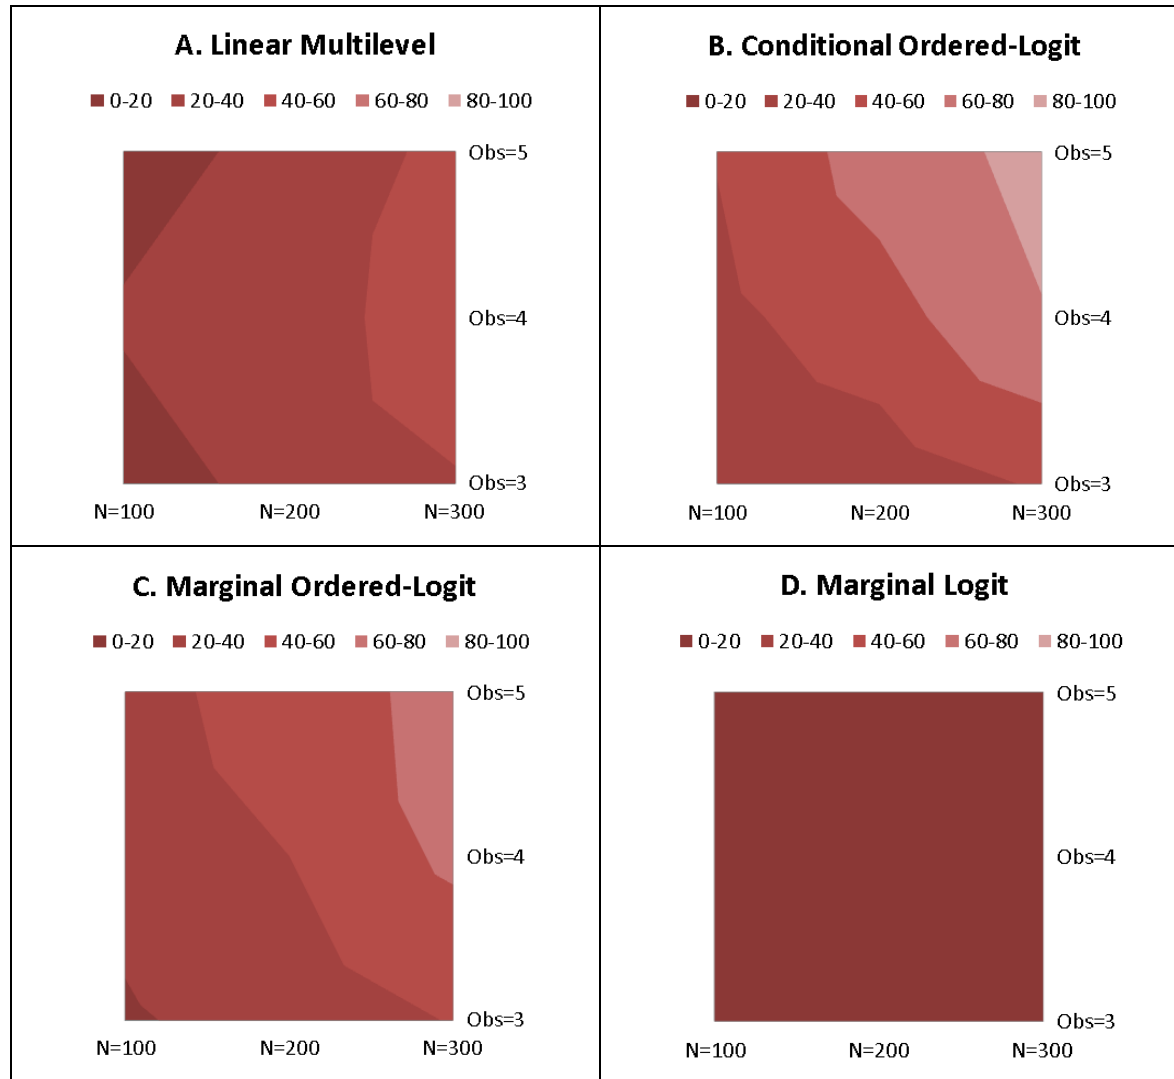 A. Linear Multilevel
0-20 20-40 40-60 60-80 80-100
Obs=5
Obs=4
Obs=3
N=100 N=200 N=300
B. Conditional Ordered-Logit
0-20 20-40 40-60 60-80 80-100
Obs=5
Obs=4
Obs=3
N=100 N=200 N=300
C. Marginal Ordered-Logit
0-20 20-40 40-60 60-80 80-100
Obs=5
Obs=4
Obs=3
N=100 N=200 N=300
D. Marginal Logit
0-20 20-40 40-60 60-80 80-100
Obs=5
Obs=4
Obs=3
N=100 N=200 N=300